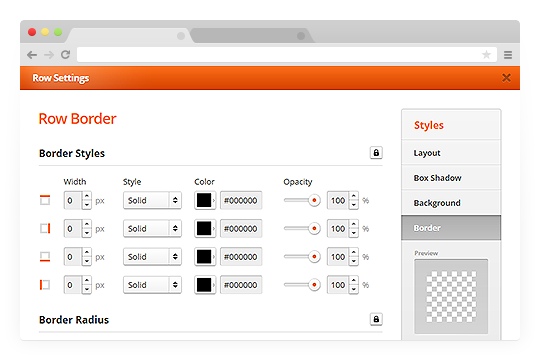 Row Settings
Row Border
Border Styles
Width Style Color Opacity
0 px Solid #000000 100 %
0 px Solid #000000 100 %
0 px Solid #000000 100 %
0 px Solid #000000 100 %
Border Radius
Styles
Layout
Box Shadow
Background
Border
Preview